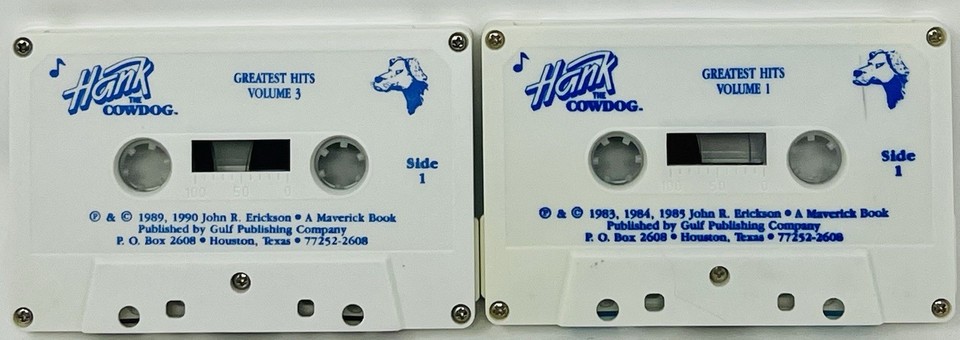 Hank
THE
COWDOG™
GREATEST HITS
VOLUME 3
Side
1
100 50 0
℗ & © 1989, 1990 John R. Erickson • A Maverick Book
Published by Gulf Publishing Company
P. O. Box 2608 • Houston, Texas • 77252-2608
Hank
THE
COWDOG™
GREATEST HITS
VOLUME 1
Side
1
100 50 0
℗ & © 1983, 1984, 1985 John R. Erickson • A Maverick Book
Published by Gulf Publishing Company
P. O. Box 2608 • Houston, Texas • 77252-2608